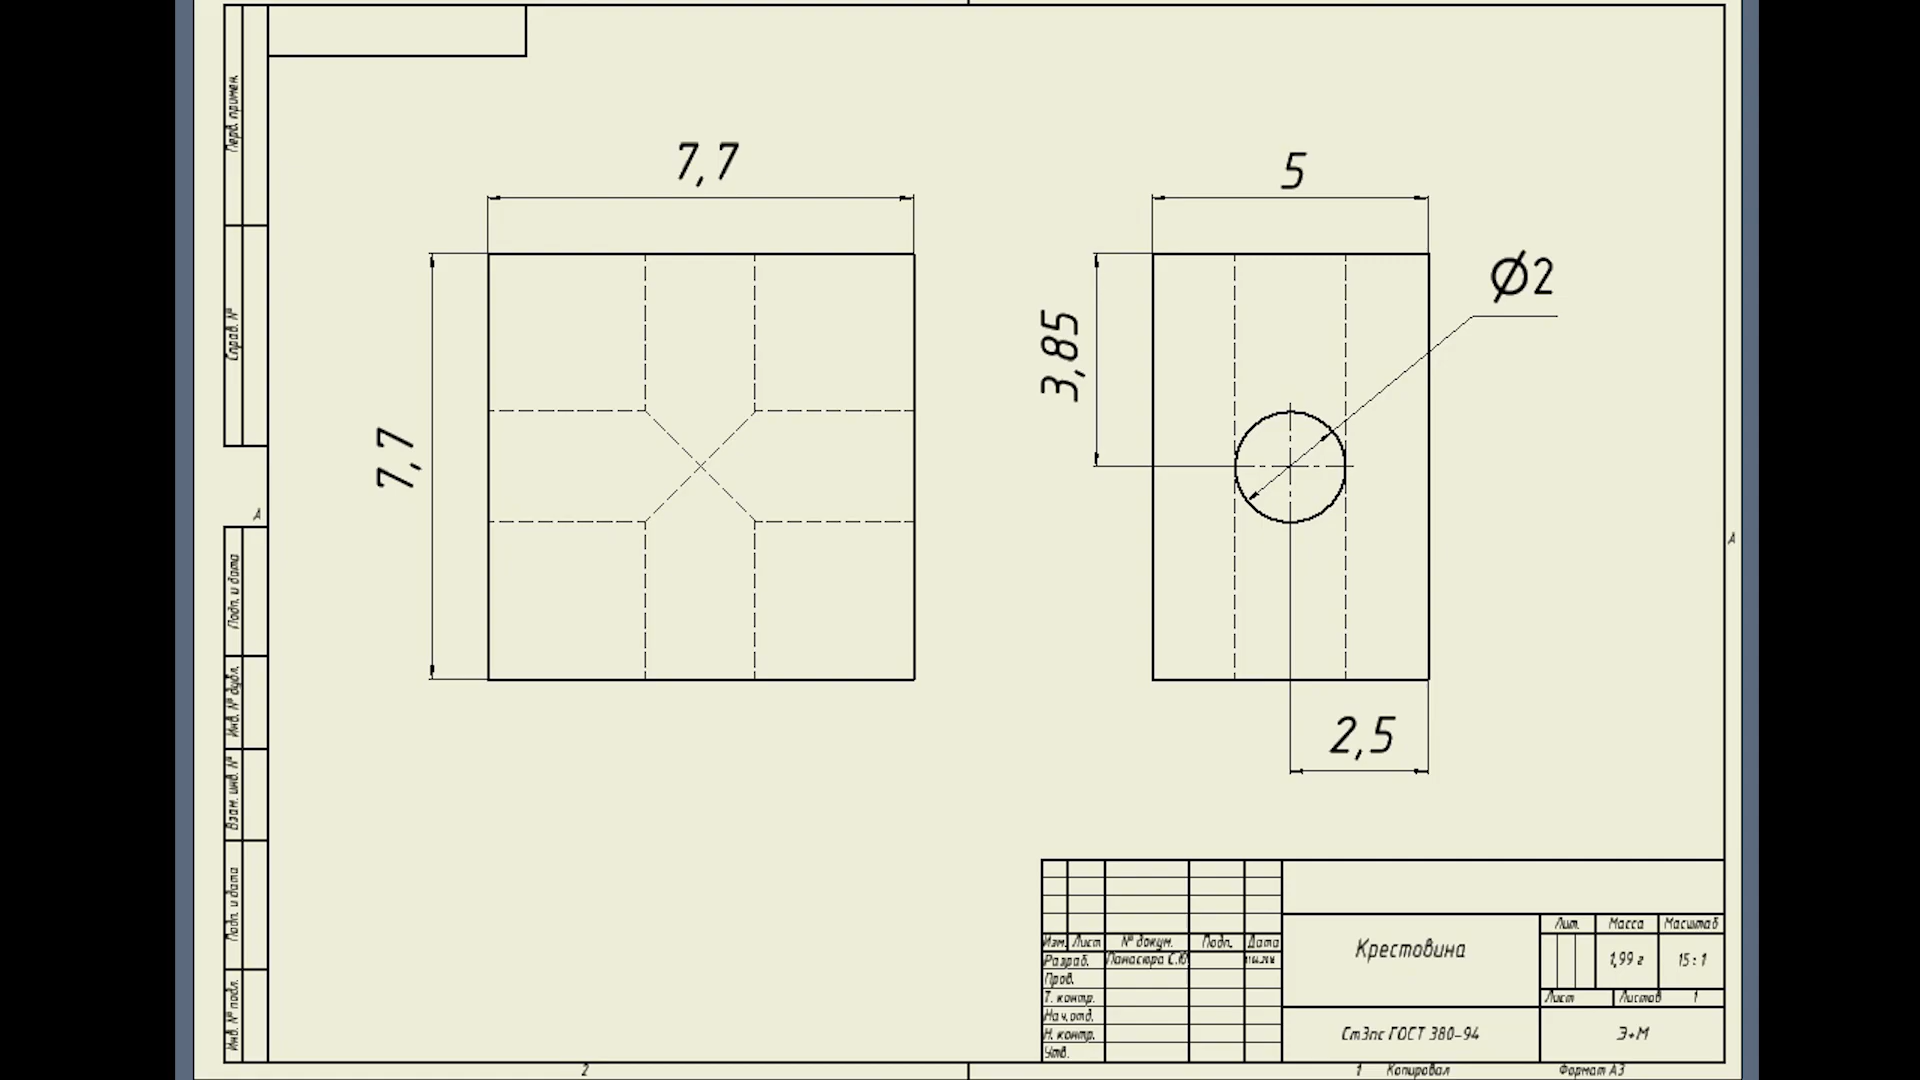 Перв. примен.
Справ. №
Подп. и дата
Инв. № дубл.
Взам. инв. №
Подп. и дата
Инв. № подл.
7,7
7,7
5
3,85
⌀2
2,5
А
А
Изм. Лист № докум. Подп. Дата
Разраб. Панасюра С.Ю.
Пров.
Т. контр.
Нач.отд.
Н. контр.
Утв.
Крестовина
Ст3пс ГОСТ 380-94
Лит. Масса Масштаб
1,99 г 15 : 1
Лист Листов 1
Э+М
2 1 Копировал Формат А3